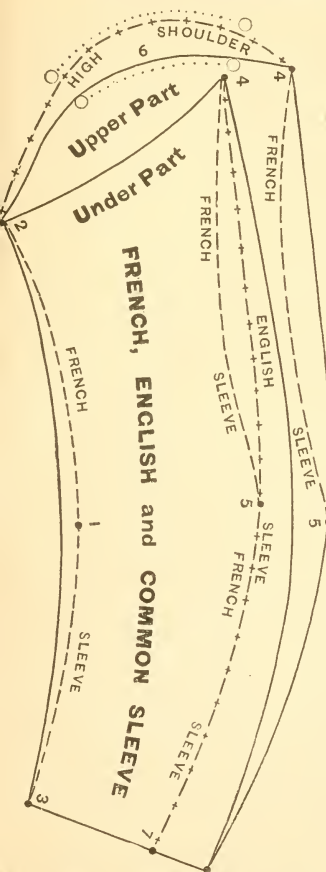 HIGH SHOULDER
6
4
4
Upper Part
Under Part
2
FRENCH
SLEEVE
5
FRENCH
SLEEVE
ENGLISH
SLEEVE
5
FRENCH
SLEEVE
FRENCH, ENGLISH and COMMON SLEEVE
FRENCH
1
SLEEVE
3
7